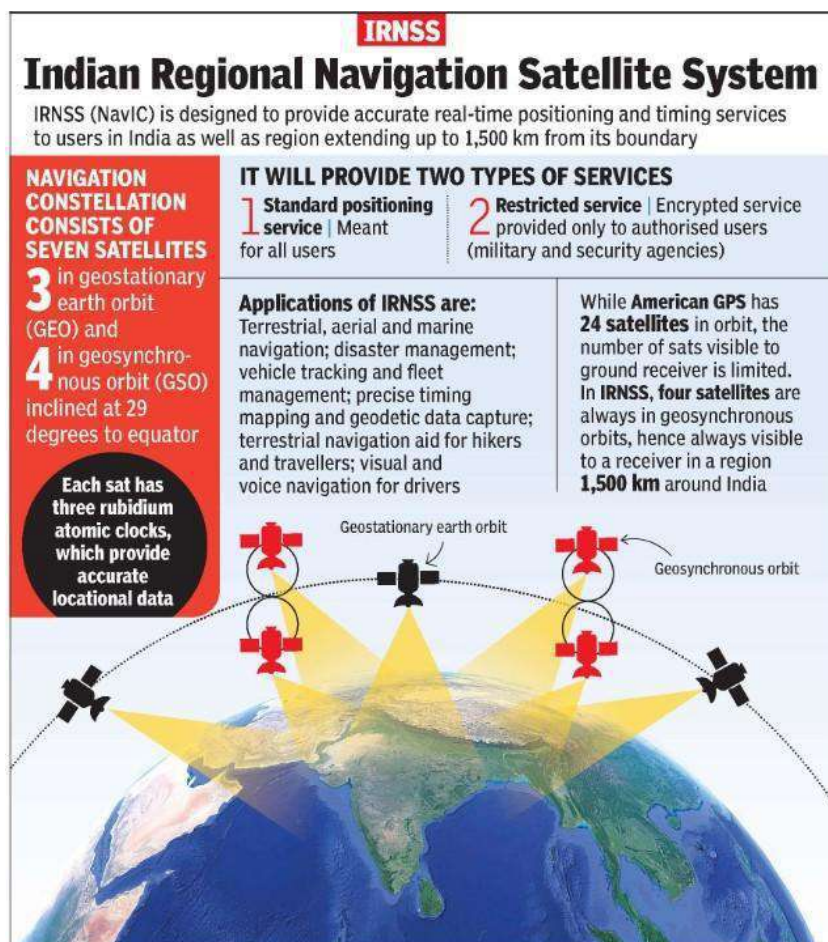 IRNSS
Indian Regional Navigation Satellite System
IRNSS (NavIC) is designed to provide accurate real-time positioning and timing services
to users in India as well as region extending up to 1,500 km from its boundary
NAVIGATION
CONSTELLATION
CONSISTS OF
SEVEN SATELLITES
3 in geostationary
earth orbit
(GEO) and
4 in geosynchro-
nous orbit (GSO)
inclined at 29
degrees to equator
Each sat has
three rubidium
atomic clocks,
which provide
accurate
locational data
IT WILL PROVIDE TWO TYPES OF SERVICES
1 Standard positioning
service | Meant
for all users
2 Restricted service | Encrypted service
provided only to authorised users
(military and security agencies)
Applications of IRNSS are:
Terrestrial, aerial and marine
navigation; disaster management;
vehicle tracking and fleet
management; precise timing
mapping and geodetic data capture;
terrestrial navigation aid for hikers
and travellers; visual and
voice navigation for drivers
While American GPS has
24 satellites in orbit, the
number of sats visible to
ground receiver is limited.
In IRNSS, four satellites are
always in geosynchronous
orbits, hence always visible
to a receiver in a region
1,500 km around India
Geostationary earth orbit
Geosynchronous orbit